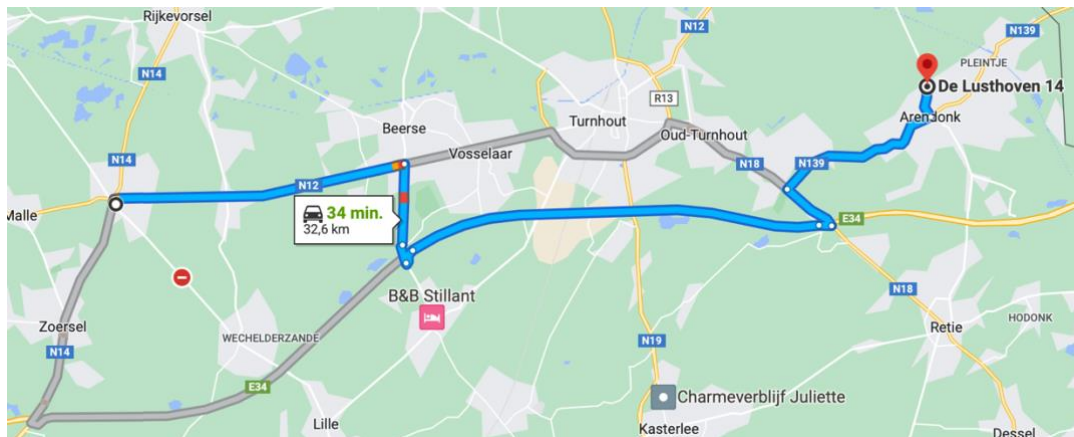 Rijkevorsel
N14
N12
N139
PLEINTJE
De Lusthoven 14
R13
Arendonk
Beerse
Turnhout
Oud-Turnhout
N14
Vosselaar
N18
N139
N12
Malle
34 min.
32,6 km
E34
B&B Stillant
N18
Zoersel
WECHELDERZANDE
Retie
HODONK
N14
N19
E34
Charmeverblijf Juliette
Lille
Kasterlee
Dessel